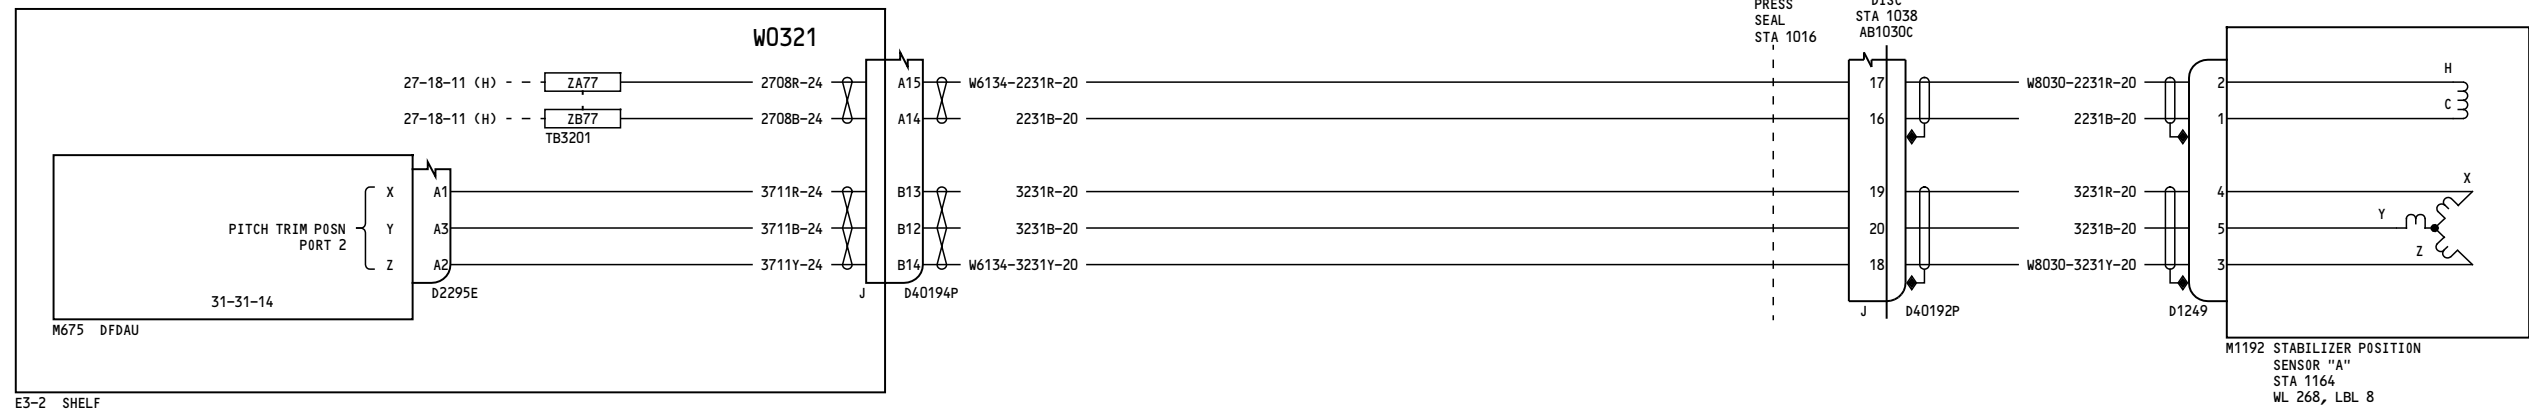 PRESS
SEAL
STA 1016
DISC
STA 1038
AB1030C
W0321
27-18-11 (H)
ZA77
2708R-24
A15
W6134-2231R-20
17
W8030-2231R-20
2
H
C
27-18-11 (H)
ZB77
2708B-24
A14
2231B-20
16
2231B-20
1
TB3201
X
A1
3711R-24
B13
3231R-20
19
3231R-20
4
X
PITCH TRIM POSN
PORT 2
Y
A3
3711B-24
B12
3231B-20
20
3231B-20
5
Y
Z
A2
3711Y-24
B14
W6134-3231Y-20
18
W8030-3231Y-20
3
Z
31-31-14
D2295E
J
D40194P
J
D40192P
D1249
M675 DFDAU
M1192 STABILIZER POSITION
SENSOR "A"
STA 1164
WL 268, LBL 8
E3-2 SHELF